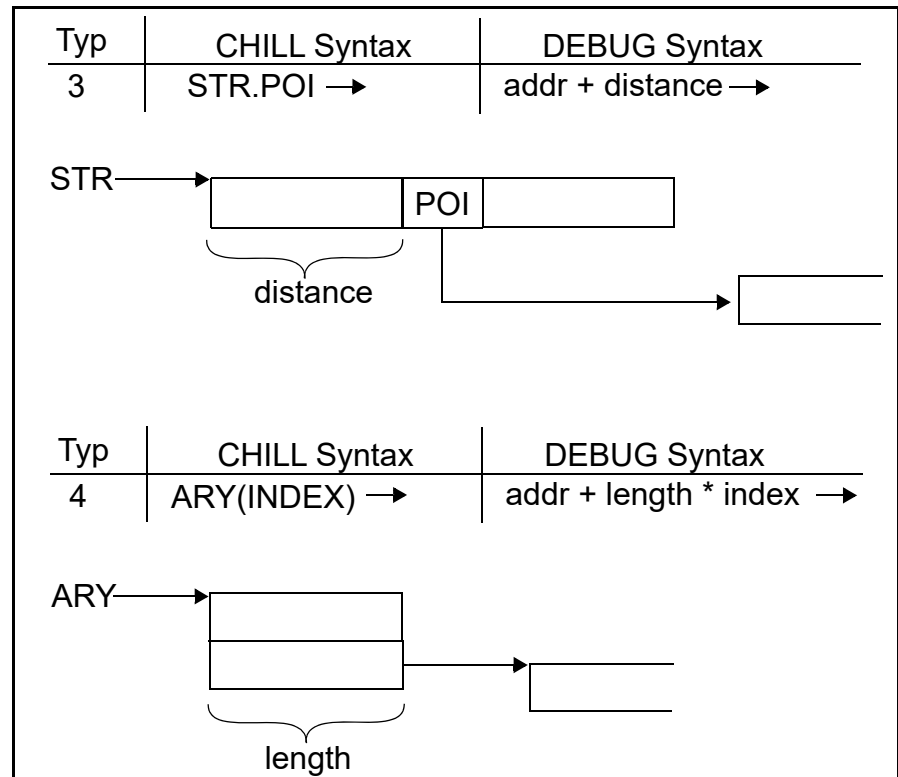 Typ CHILL Syntax DEBUG Syntax
3 STR.POI → addr + distance →
STR
POI
distance
Typ CHILL Syntax DEBUG Syntax
4 ARY(INDEX) → addr + length * index →
ARY
length